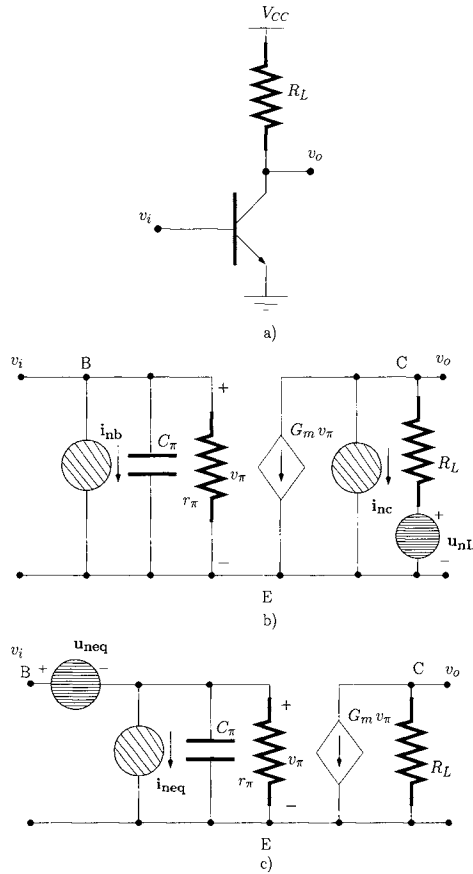 V_CC
R_L
v_o
v_i
a)
v_i B C v_o
+
i_nb C_π G_m v_π
r_π v_π i_nc R_L
+
u_nL
− −
E
b)
v_i u_neq
B + − C v_o
+
C_π G_m v_π
i_neq r_π v_π R_L
−
E
c)